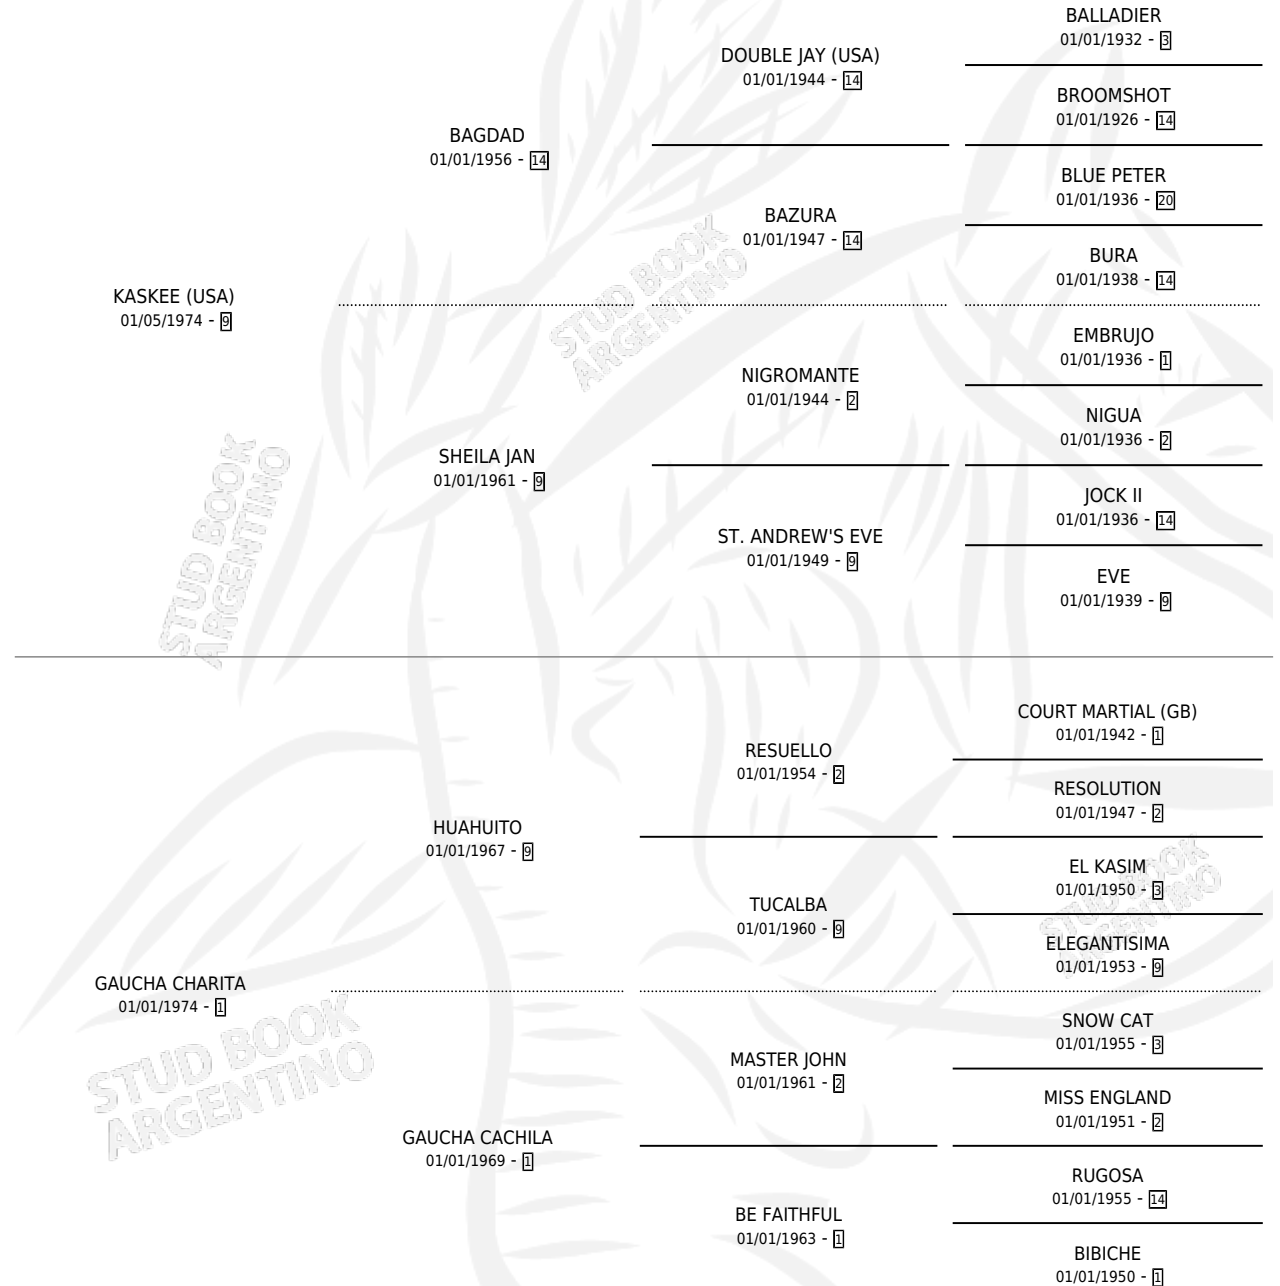 BALLADIER
01/01/1932 - 3
DOUBLE JAY (USA)
01/01/1944 - 14
BROOMSHOT
01/01/1926 - 14
BAGDAD
01/01/1956 - 14
BLUE PETER
01/01/1936 - 20
BAZURA
01/01/1947 - 14
BURA
01/01/1938 - 14
KASKEE (USA)
01/05/1974 - 9
EMBRUJO
01/01/1936 - 1
NIGROMANTE
01/01/1944 - 2
NIGUA
01/01/1936 - 2
SHEILA JAN
01/01/1961 - 9
JOCK II
01/01/1936 - 14
ST. ANDREW'S EVE
01/01/1949 - 9
EVE
01/01/1939 - 9
STUD BOOK
ARGENTINO
STUD BOOK
ARGENTINO
COURT MARTIAL (GB)
01/01/1942 - 1
RESUELLO
01/01/1954 - 2
RESOLUTION
01/01/1947 - 2
HUAHUITO
01/01/1967 - 9
EL KASIM
01/01/1950 - 3
TUCALBA
01/01/1960 - 9
ELEGANTISIMA
01/01/1953 - 9
GAUCHA CHARITA
01/01/1974 - 1
SNOW CAT
01/01/1955 - 3
MASTER JOHN
01/01/1961 - 2
MISS ENGLAND
01/01/1951 - 2
GAUCHA CACHILA
01/01/1969 - 1
RUGOSA
01/01/1955 - 14
BE FAITHFUL
01/01/1963 - 1
BIBICHE
01/01/1950 - 1
STUD BOOK
ARGENTINO
STUD BOOK
ARGENTINO